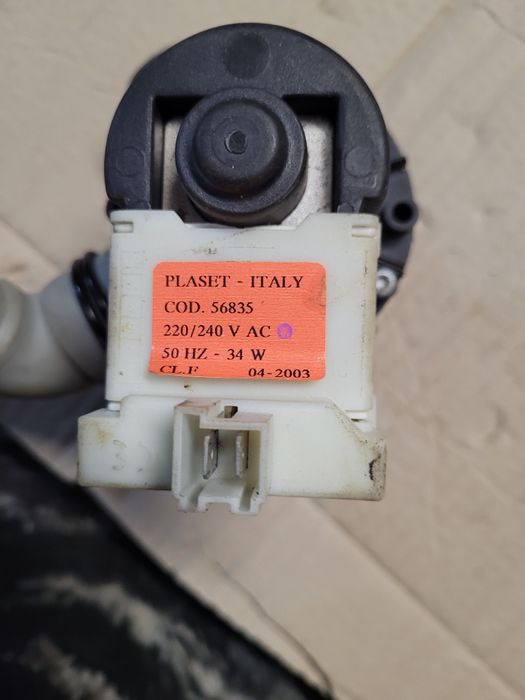 PLASET - ITALY
COD. 56835
220/240 V AC
50 HZ - 34 W
CL.F 04-2003